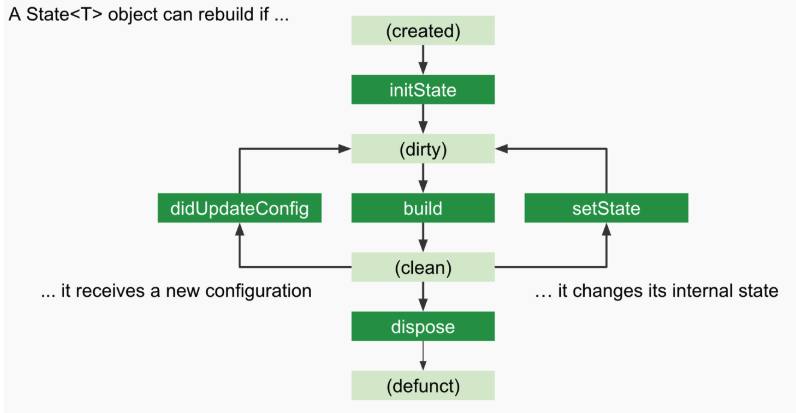 A State<T> object can rebuild if ...
(created)
initState
(dirty)
didUpdateConfig
build
setState
(clean)
... it receives a new configuration
… it changes its internal state
dispose
(defunct)